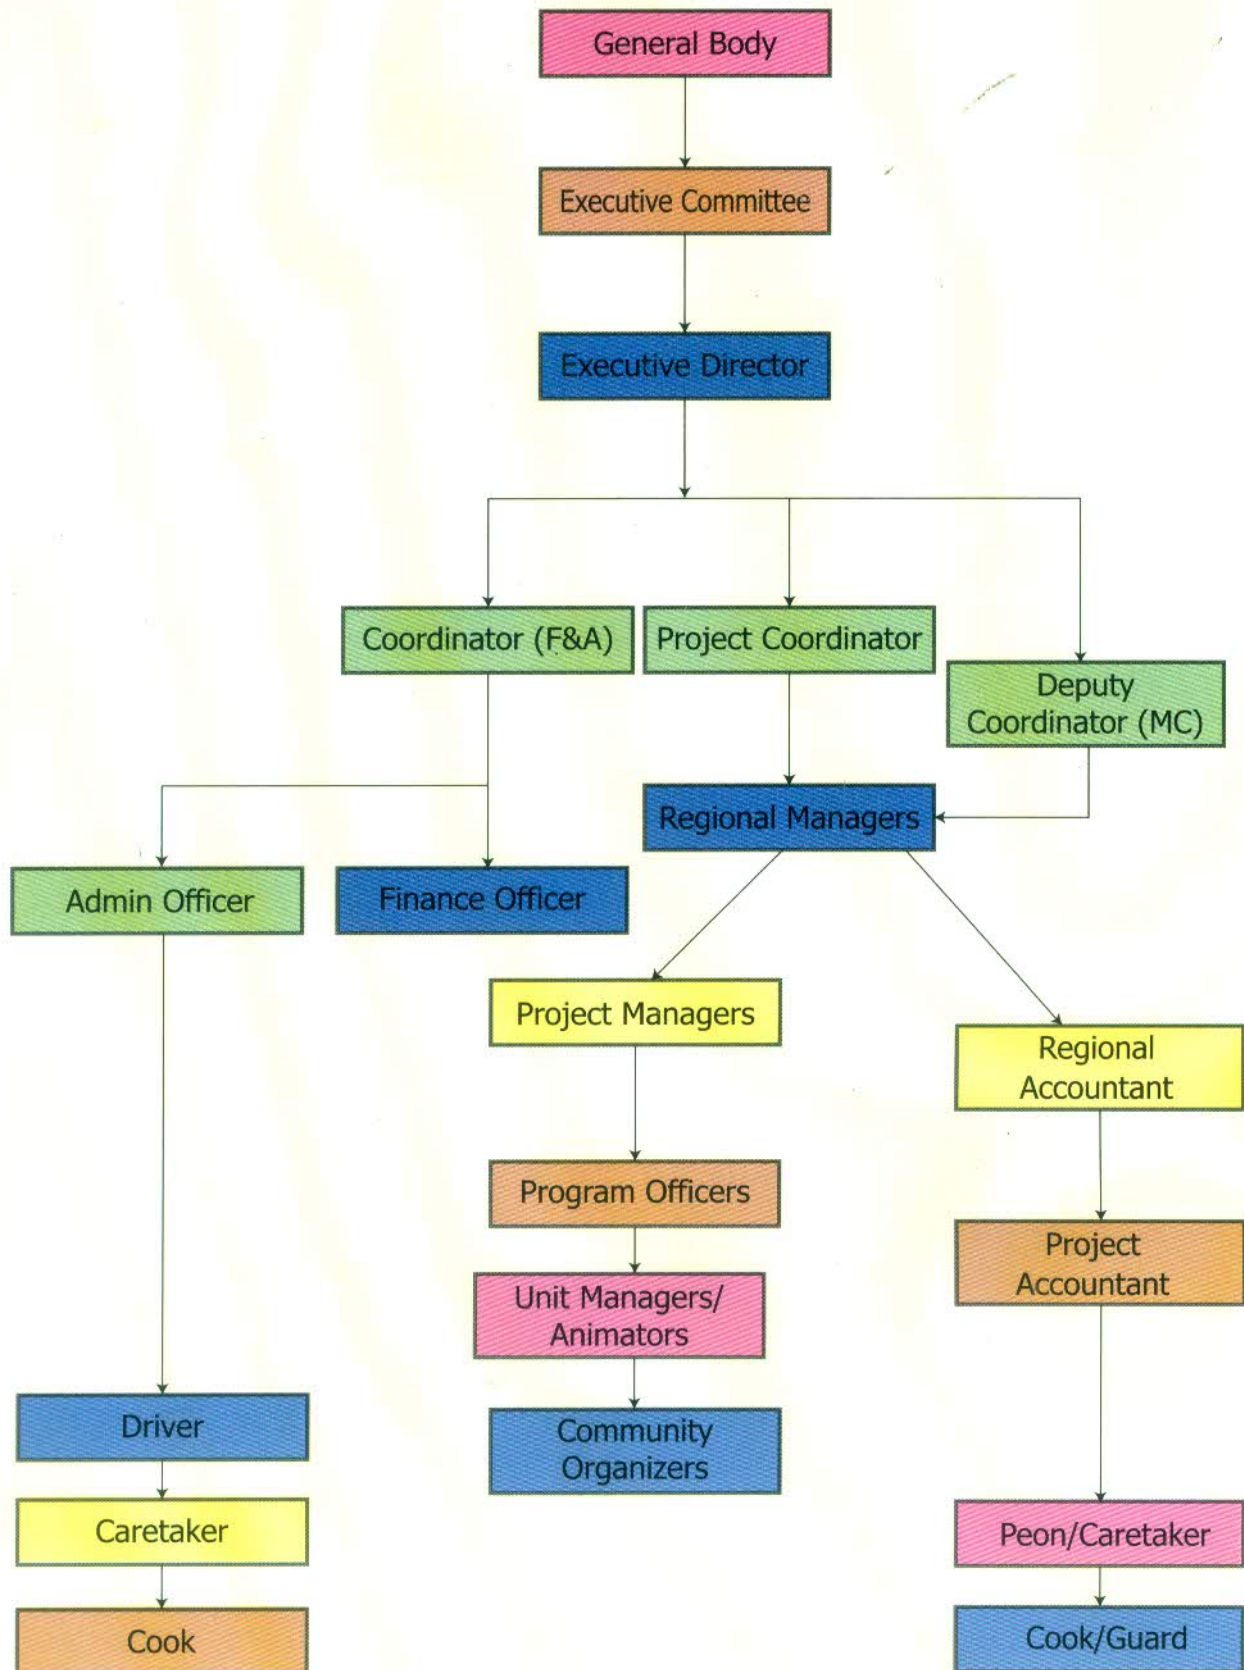 General Body
Executive Committee
Executive Director
Coordinator (F&A)
Project Coordinator
Deputy
Coordinator (MC)
Regional Managers
Admin Officer
Finance Officer
Project Managers
Regional
Accountant
Program Officers
Project
Accountant
Unit Managers/
Animators
Driver
Community
Organizers
Caretaker
Peon/Caretaker
Cook
Cook/Guard